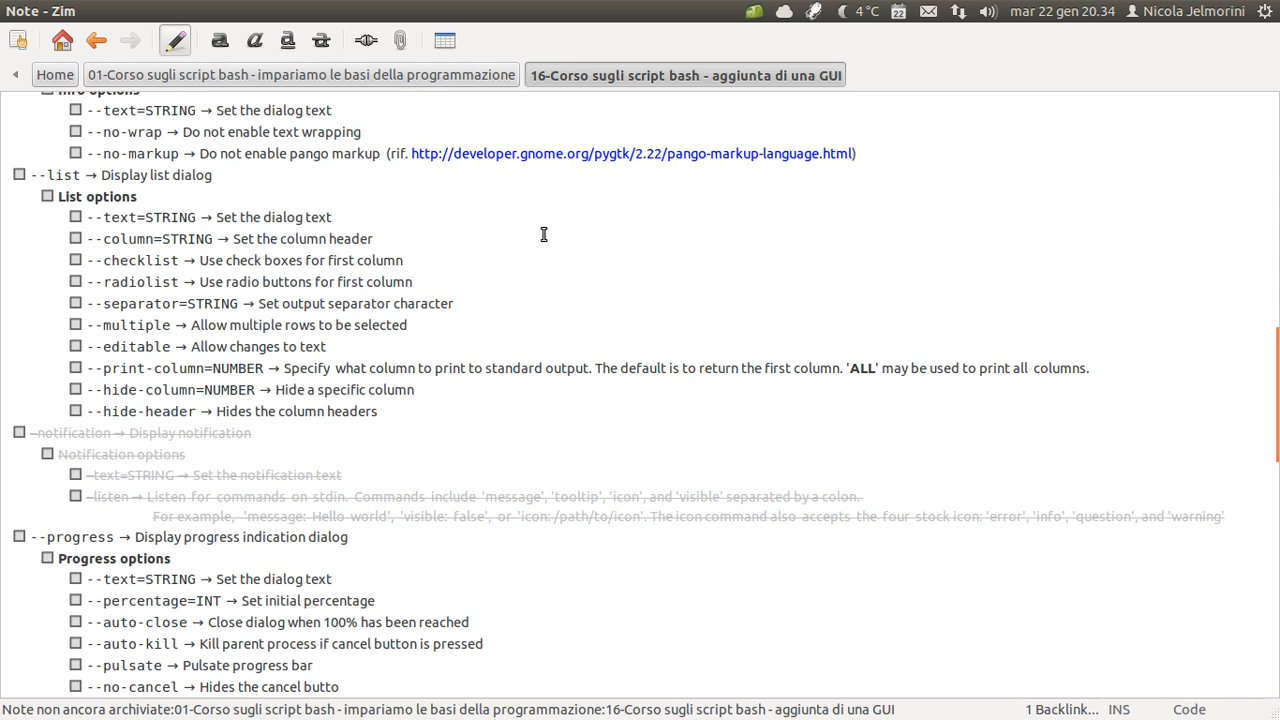 Note - Zim
4 °C
22
mar 22 gen 20.34
Nicola Jelmorini
a a a a
Home
01-Corso sugli script bash - impariamo le basi della programmazione
16-Corso sugli script bash - aggiunta di una GUI
Info options
--text=STRING → Set the dialog text
--no-wrap → Do not enable text wrapping
--no-markup → Do not enable pango markup (rif. http://developer.gnome.org/pygtk/2.22/pango-markup-language.html)
--list → Display list dialog
List options
--text=STRING → Set the dialog text
--column=STRING → Set the column header
--checklist → Use check boxes for first column
--radiolist → Use radio buttons for first column
--separator=STRING → Set output separator character
--multiple → Allow multiple rows to be selected
--editable → Allow changes to text
--print-column=NUMBER → Specify what column to print to standard output. The default is to return the first column. 'ALL' may be used to print all columns.
--hide-column=NUMBER → Hide a specific column
--hide-header → Hides the column headers
--notification → Display notification
Notification options
--text=STRING → Set the notification text
--listen → Listen for commands on stdin. Commands include 'message', 'tooltip', 'icon', and 'visible' separated by a colon.
For example, 'message: Hello world', 'visible: false', or 'icon: /path/to/icon'. The icon command also accepts the four stock icon: 'error', 'info', 'question', and 'warning'
--progress → Display progress indication dialog
Progress options
--text=STRING → Set the dialog text
--percentage=INT → Set initial percentage
--auto-close → Close dialog when 100% has been reached
--auto-kill → Kill parent process if cancel button is pressed
--pulsate → Pulsate progress bar
--no-cancel → Hides the cancel butto
Note non ancora archiviate:01-Corso sugli script bash - impariamo le basi della programmazione:16-Corso sugli script bash - aggiunta di una GUI
1 Backlink...
INS
Code